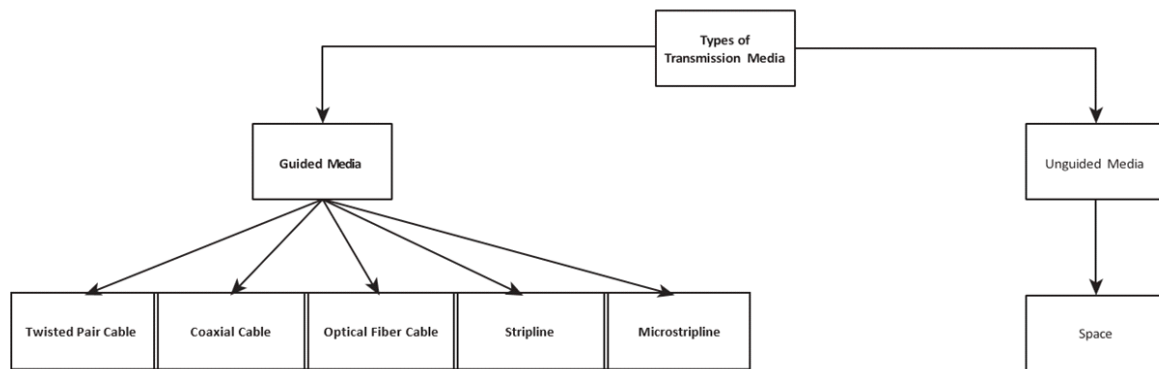 Types of
Transmission Media
Guided Media
Unguided Media
Twisted Pair Cable
Coaxial Cable
Optical Fiber Cable
Stripline
Microstripline
Space